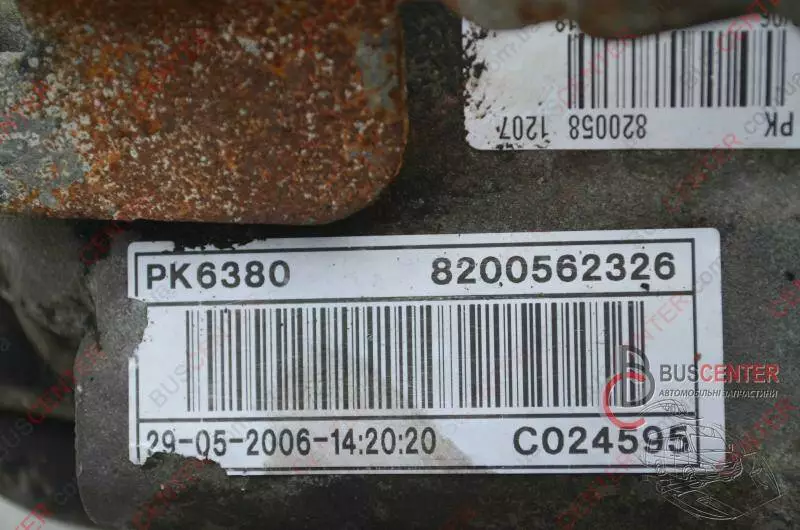 PK 820058 1207
PK6380 8200562326
29-05-2006-14:20:20 C024595
BUSCENTER
АВТОМОБІЛЬНІ ЗАПЧАСТИНИ